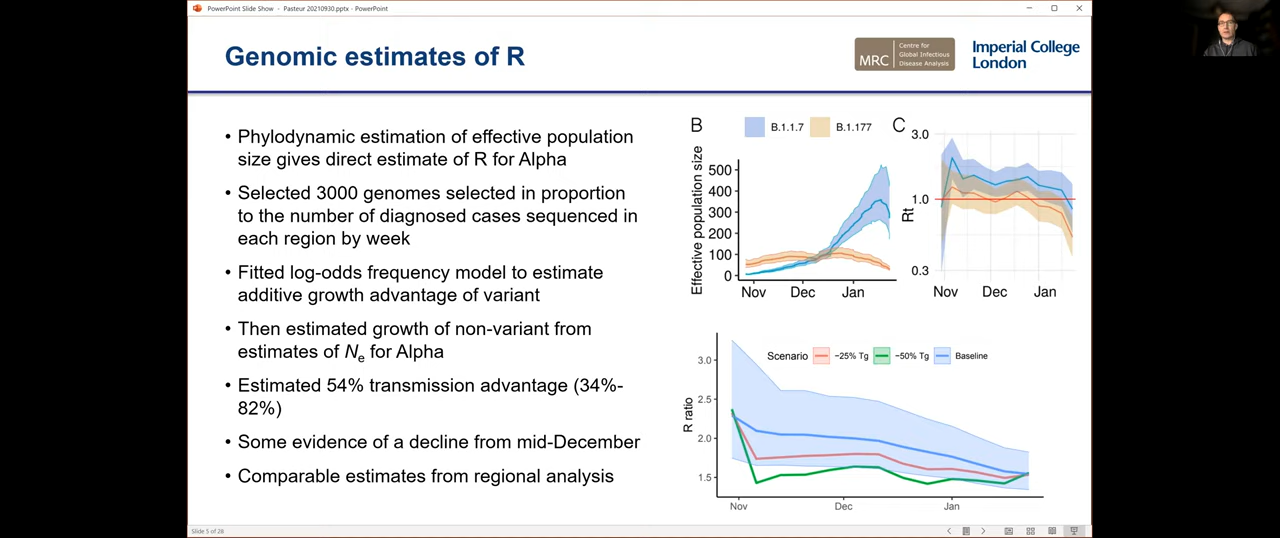 PowerPoint Slide Show - Pasteur 20210930.pptx - PowerPoint
Genomic estimates of R
MRC
Centre for
Global Infectious
Disease Analysis
Imperial College
London
• Phylodynamic estimation of effective population
size gives direct estimate of R for Alpha
• Selected 3000 genomes selected in proportion
to the number of diagnosed cases sequenced in
each region by week
• Fitted log-odds frequency model to estimate
additive growth advantage of variant
• Then estimated growth of non-variant from
estimates of Ne for Alpha
• Estimated 54% transmission advantage (34%-
82%)
• Some evidence of a decline from mid-December
• Comparable estimates from regional analysis
B
B.1.1.7
B.1.177
Effective population size
500
400
300
200
100
0
Nov
Dec
Jan
C
Rt
3.0
1.0
0.3
Nov
Dec
Jan
Scenario
−25% Tg
−50% Tg
Baseline
R ratio
3.0
2.5
2.0
1.5
Nov
Dec
Jan
Slide 5 of 28